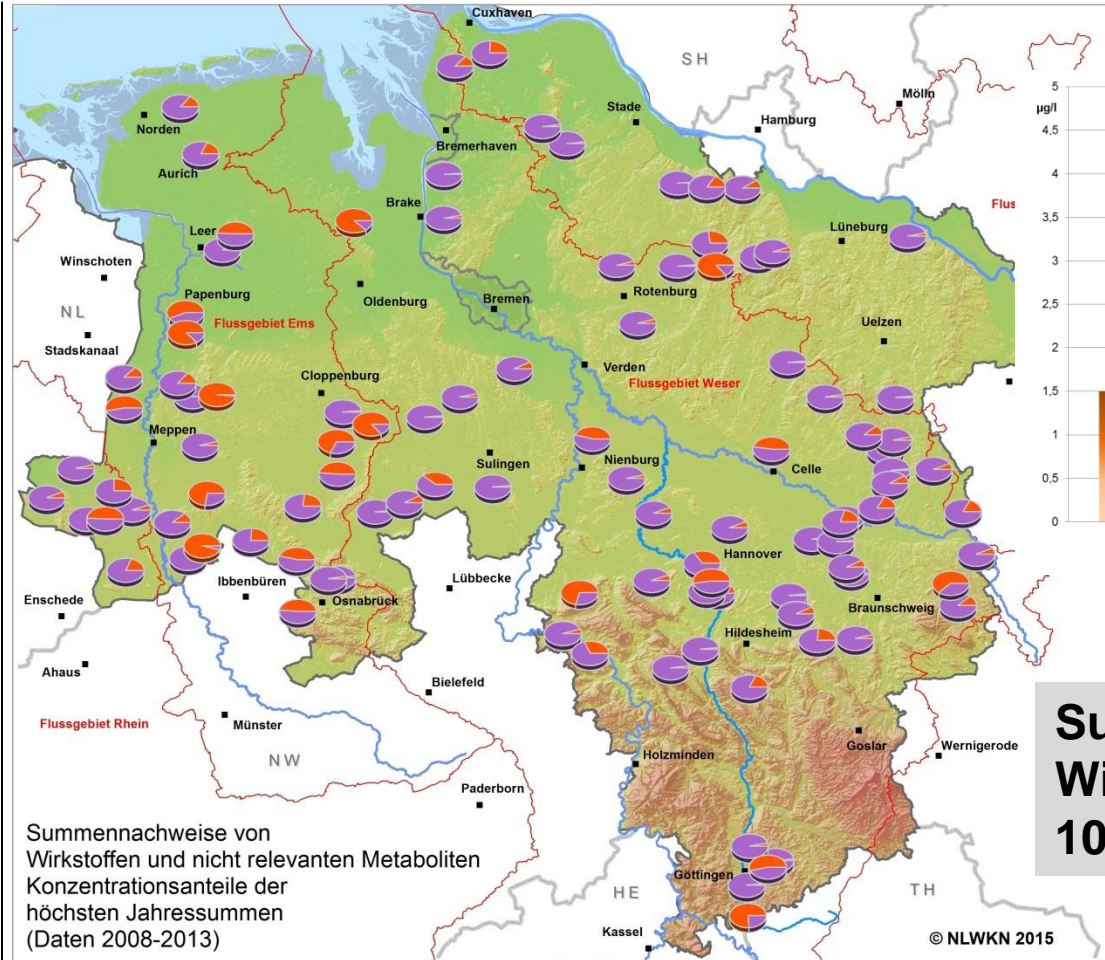 Cuxhaven
SH
Mölln
Stade
Hamburg
Norden
Bremerhaven
Aurich
Brake
Flus
Leer
Lüneburg
Winschoten
Oldenburg
Rotenburg
Papenburg
Bremen
NL
Flussgebiet Ems
Uelzen
Stadskanaal
Verden
Cloppenburg
Flussgebiet Weser
Meppen
Sulingen
Nienburg
Celle
Hannover
Ibbenbüren
Lübbecke
Enschede
Osnabrück
Braunschweig
Hildesheim
Ahaus
Bielefeld
Flussgebiet Rhein
Münster
Goslar
Wernigerode
NW
Holzminden
Paderborn
Göttingen
HE
TH
Kassel
Summennachweise von
Wirkstoffen und nicht relevanten Metaboliten
Konzentrationsanteile der
höchsten Jahressummen
(Daten 2008-2013)
© NLWKN 2015
5
µg/l
4,5
4
3,5
3
2,5
2
1,5
1
0,5
0
Su
Wi
10